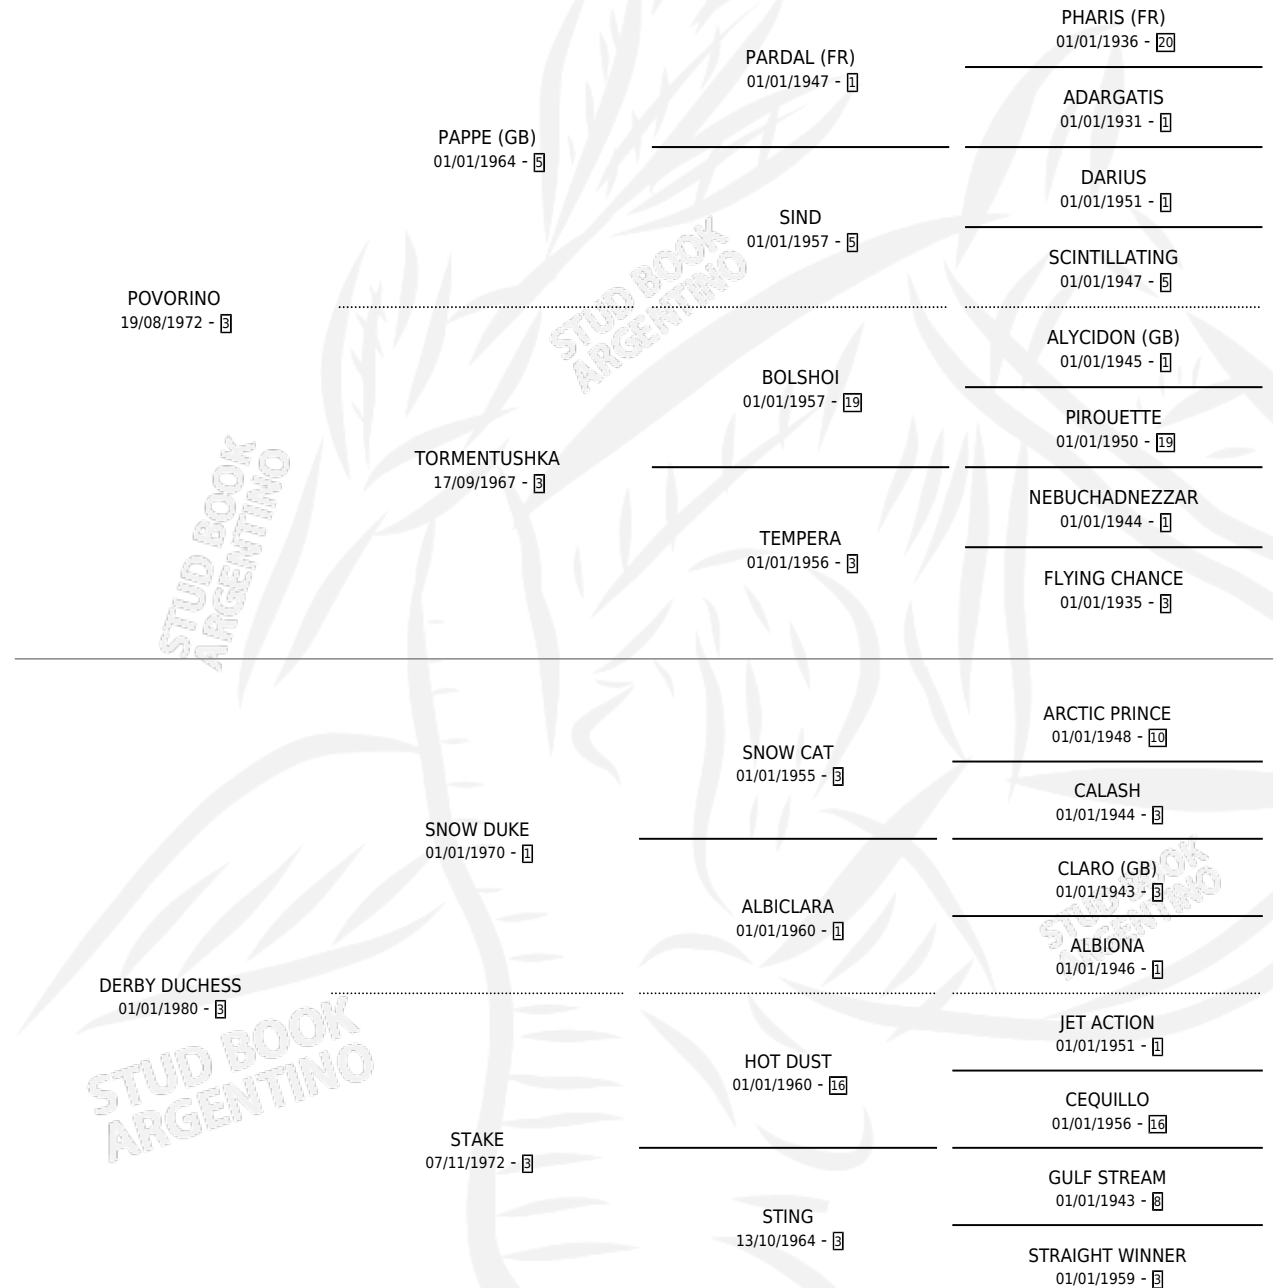 PHARIS (FR)
01/01/1936 - 20
PARDAL (FR)
01/01/1947 - 1
ADARGATIS
01/01/1931 - 1
PAPPE (GB)
01/01/1964 - 5
DARIUS
01/01/1951 - 1
SIND
01/01/1957 - 5
SCINTILLATING
01/01/1947 - 5
POVORINO
19/08/1972 - 3
ALYCIDON (GB)
01/01/1945 - 1
BOLSHOI
01/01/1957 - 19
PIROUETTE
01/01/1950 - 19
TORMENTUSHKA
17/09/1967 - 3
NEBUCHADNEZZAR
01/01/1944 - 1
TEMPERA
01/01/1956 - 3
FLYING CHANCE
01/01/1935 - 3
STUD BOOK
ARGENTINO
STUD BOOK
ARGENTINO
ARCTIC PRINCE
01/01/1948 - 10
SNOW CAT
01/01/1955 - 3
CALASH
01/01/1944 - 3
SNOW DUKE
01/01/1970 - 1
CLARO (GB)
01/01/1943 - 3
ALBICLARA
01/01/1960 - 1
ALBIONA
01/01/1946 - 1
DERBY DUCHESS
01/01/1980 - 3
JET ACTION
01/01/1951 - 1
HOT DUST
01/01/1960 - 16
CEQUILLO
01/01/1956 - 16
STAKE
07/11/1972 - 3
GULF STREAM
01/01/1943 - 8
STING
13/10/1964 - 3
STRAIGHT WINNER
01/01/1959 - 3
STUD BOOK
ARGENTINO
STUD BOOK
ARGENTINO